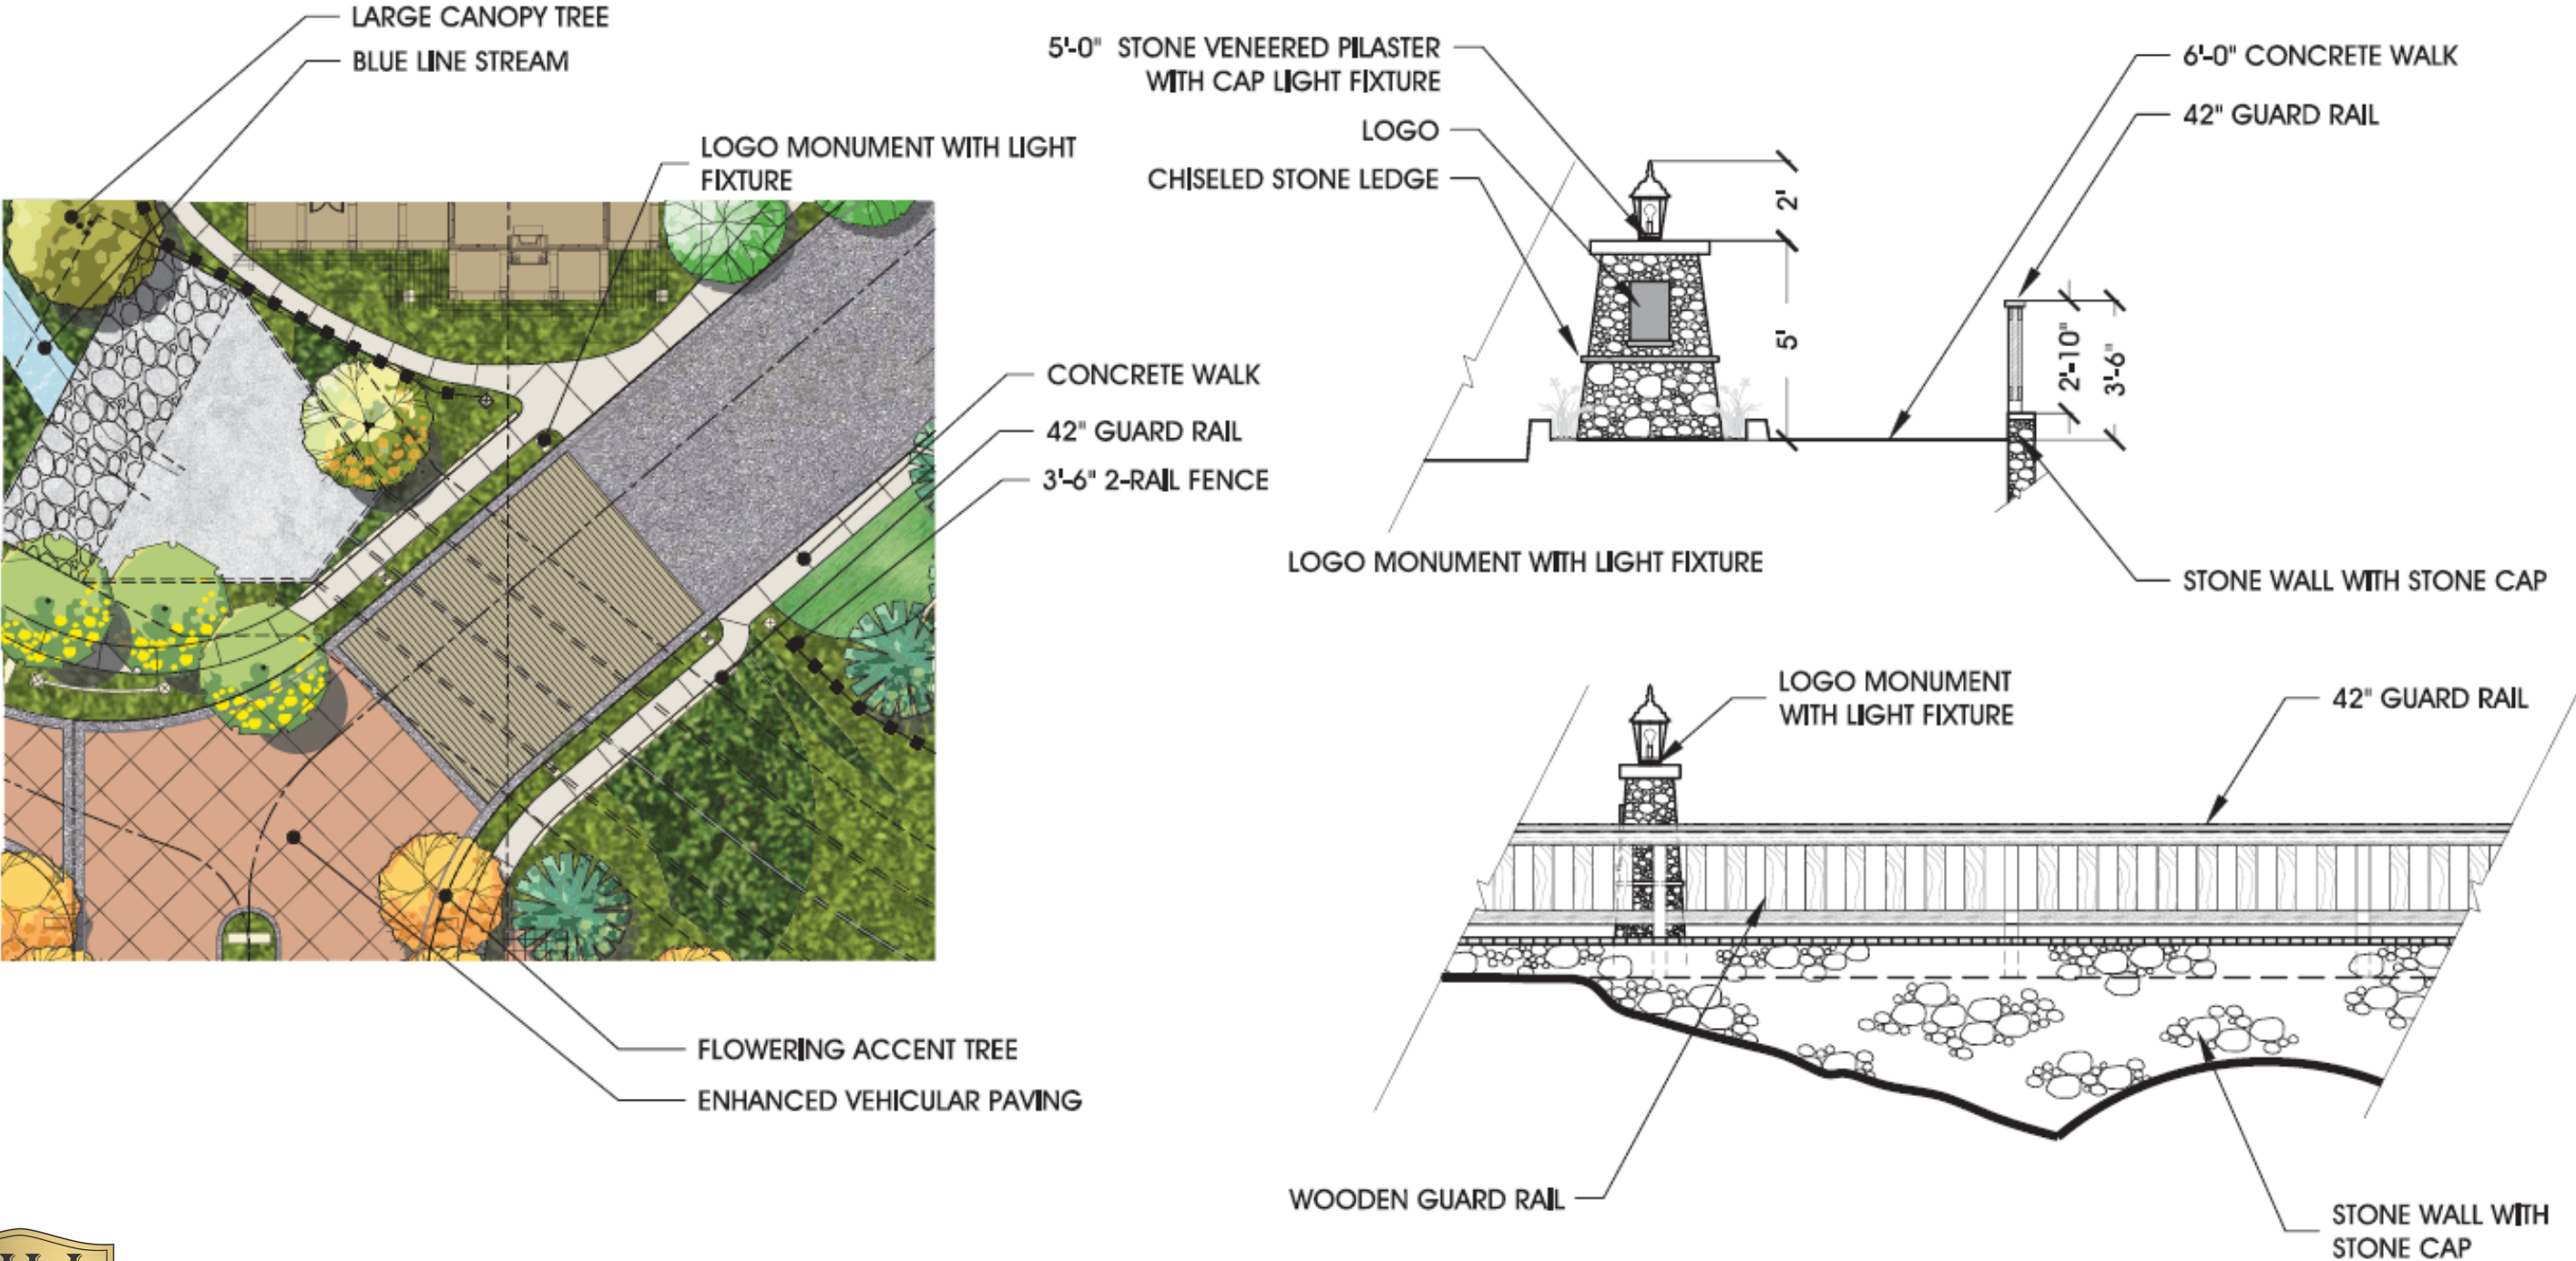 LARGE CANOPY TREE
BLUE LINE STREAM
LOGO MONUMENT WITH LIGHT
FIXTURE
CONCRETE WALK
42" GUARD RAIL
3'-6" 2-RAIL FENCE
FLOWERING ACCENT TREE
ENHANCED VEHICULAR PAVING
5'-0" STONE VENEERED PILASTER
WITH CAP LIGHT FIXTURE
LOGO
CHISELED STONE LEDGE
2'
5'
6'-0" CONCRETE WALK
42" GUARD RAIL
2'-10"
3'-6"
STONE WALL WITH STONE CAP
LOGO MONUMENT WITH LIGHT FIXTURE
LOGO MONUMENT
WITH LIGHT FIXTURE
42" GUARD RAIL
WOODEN GUARD RAIL
STONE WALL WITH
STONE CAP